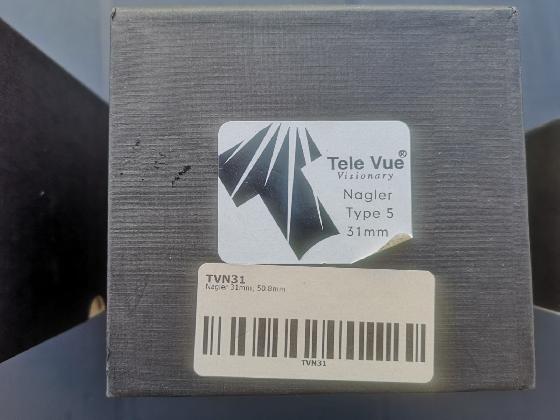 Tele Vue®
Visionary
Nagler
Type 5
31mm
TVN31
Nagler 31mm, 50.8mm
TVN31